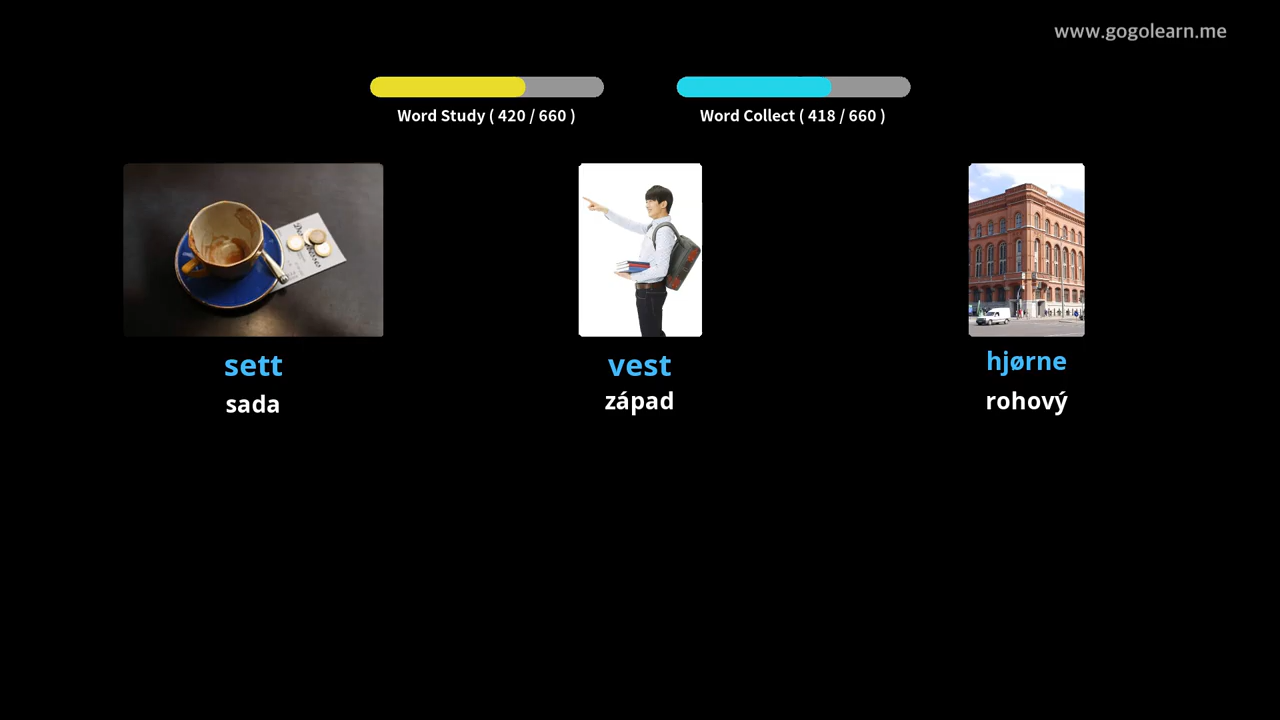 www.gogolearn.me
Word Study ( 420 / 660 )
Word Collect ( 418 / 660 )
sett
sada
vest
západ
hjørne
rohový